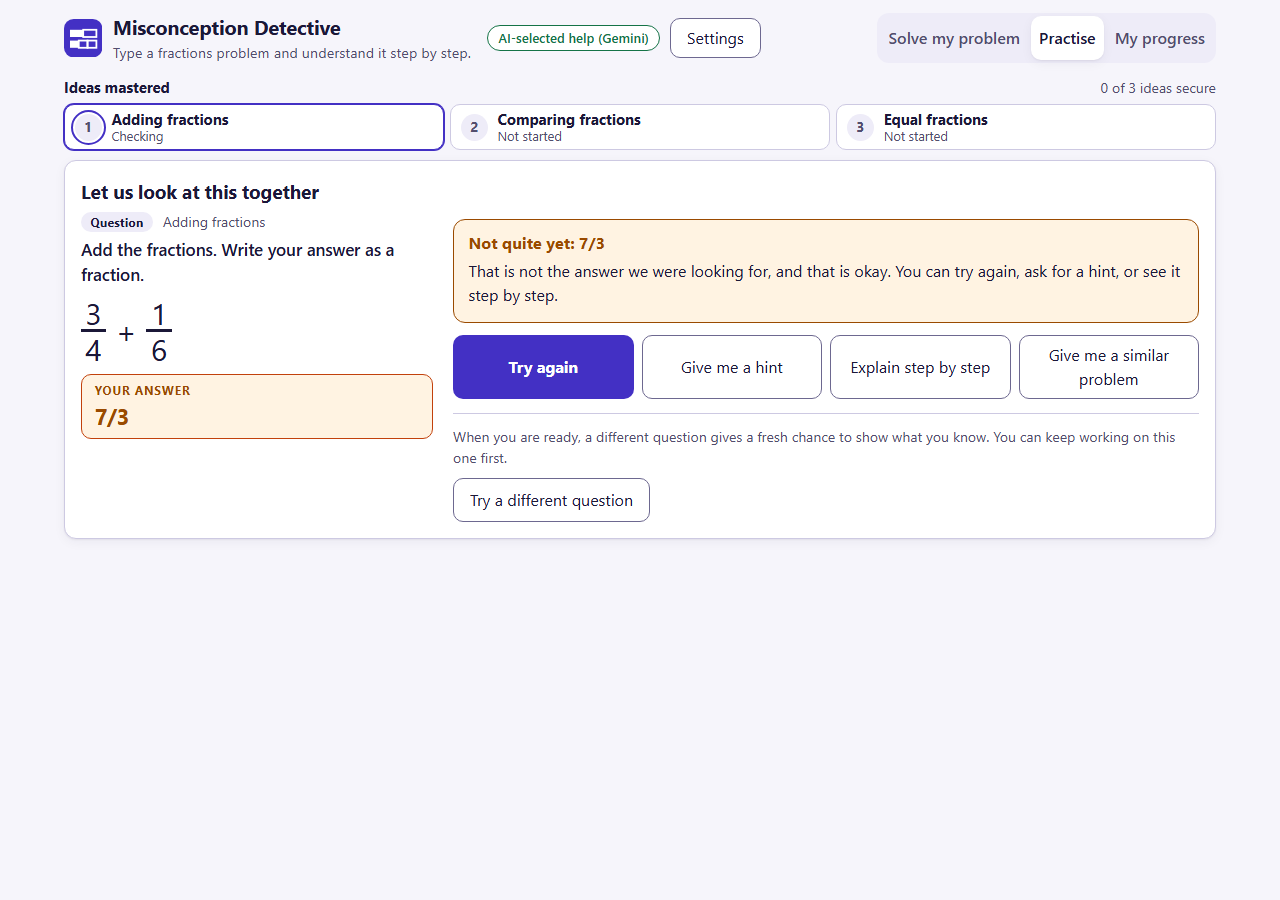 Misconception Detective
Type a fractions problem and understand it step by step.
AI-selected help (Gemini)
Settings
Solve my problem
Practise
My progress
Ideas mastered
0 of 3 ideas secure
1
Adding fractions
Checking
2
Comparing fractions
Not started
3
Equal fractions
Not started
Let us look at this together
Question
Adding fractions
Add the fractions. Write your answer as a
fraction.
3/4 + 1/6
YOUR ANSWER
7/3
Not quite yet: 7/3
That is not the answer we were looking for, and that is okay. You can try again, ask for a hint, or see it
step by step.
Try again
Give me a hint
Explain step by step
Give me a similar
problem
When you are ready, a different question gives a fresh chance to show what you know. You can keep working on this
one first.
Try a different question